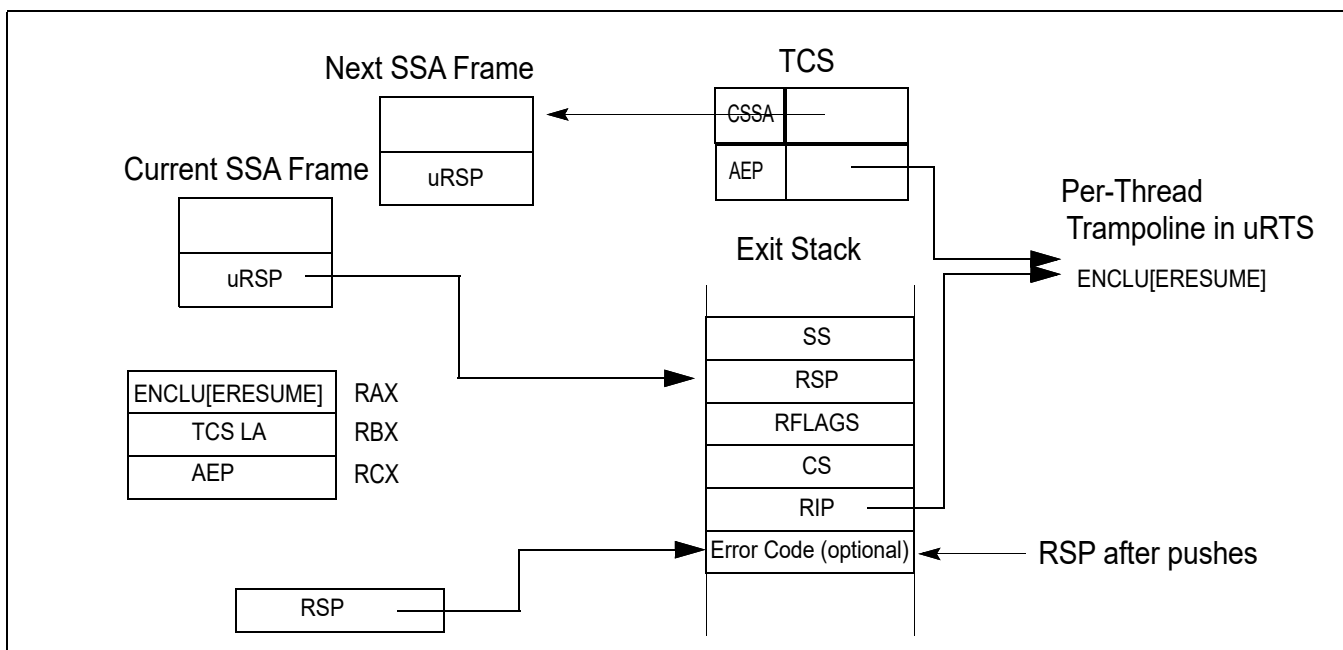 Next SSA Frame
TCS
CSSA
Current SSA Frame
uRSP
AEP
Per-Thread
Trampoline in uRTS
ENCLU[ERESUME]
Exit Stack
uRSP
SS
RSP
ENCLU[ERESUME] RAX
RFLAGS
TCS LA RBX
CS
AEP RCX
RIP
Error Code (optional)
RSP after pushes
RSP